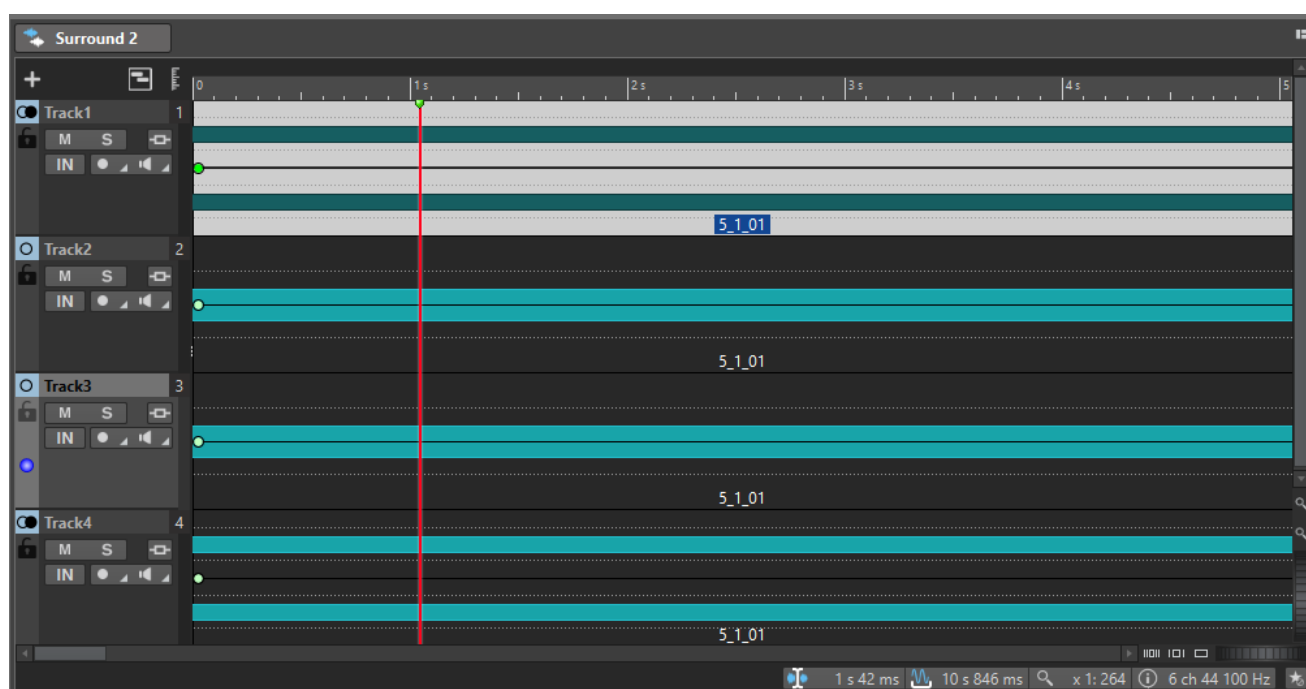 Surround 2
0 1 s 2 s 3 s 4 s 5
Track1 1
M S
IN
5_1_01
Track2 2
M S
IN
5_1_01
Track3 3
M S
IN
5_1_01
Track4 4
M S
IN
5_1_01
1 s 42 ms 10 s 846 ms x 1: 264 6 ch 44 100 Hz